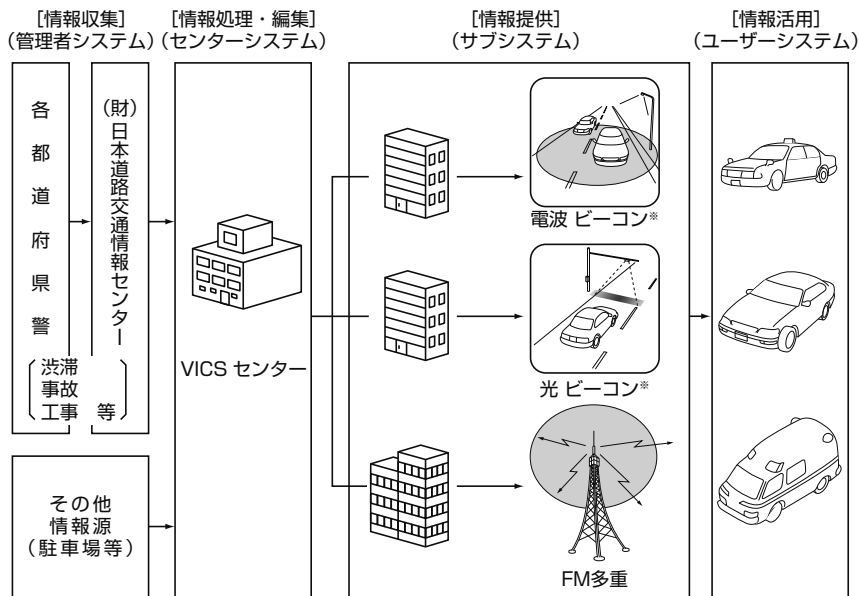 [情報収集]
(管理者システム)
[情報処理・編集]
(センターシステム)
[情報提供]
(サブシステム)
[情報活用]
(ユーザーシステム)
各都道府県警
(財)日本道路交通情報センター
渋滞
事故
工事 等
その他
情報源
(駐車場等)
VICS センター
電波 ビーコン※
光 ビーコン※
FM多重